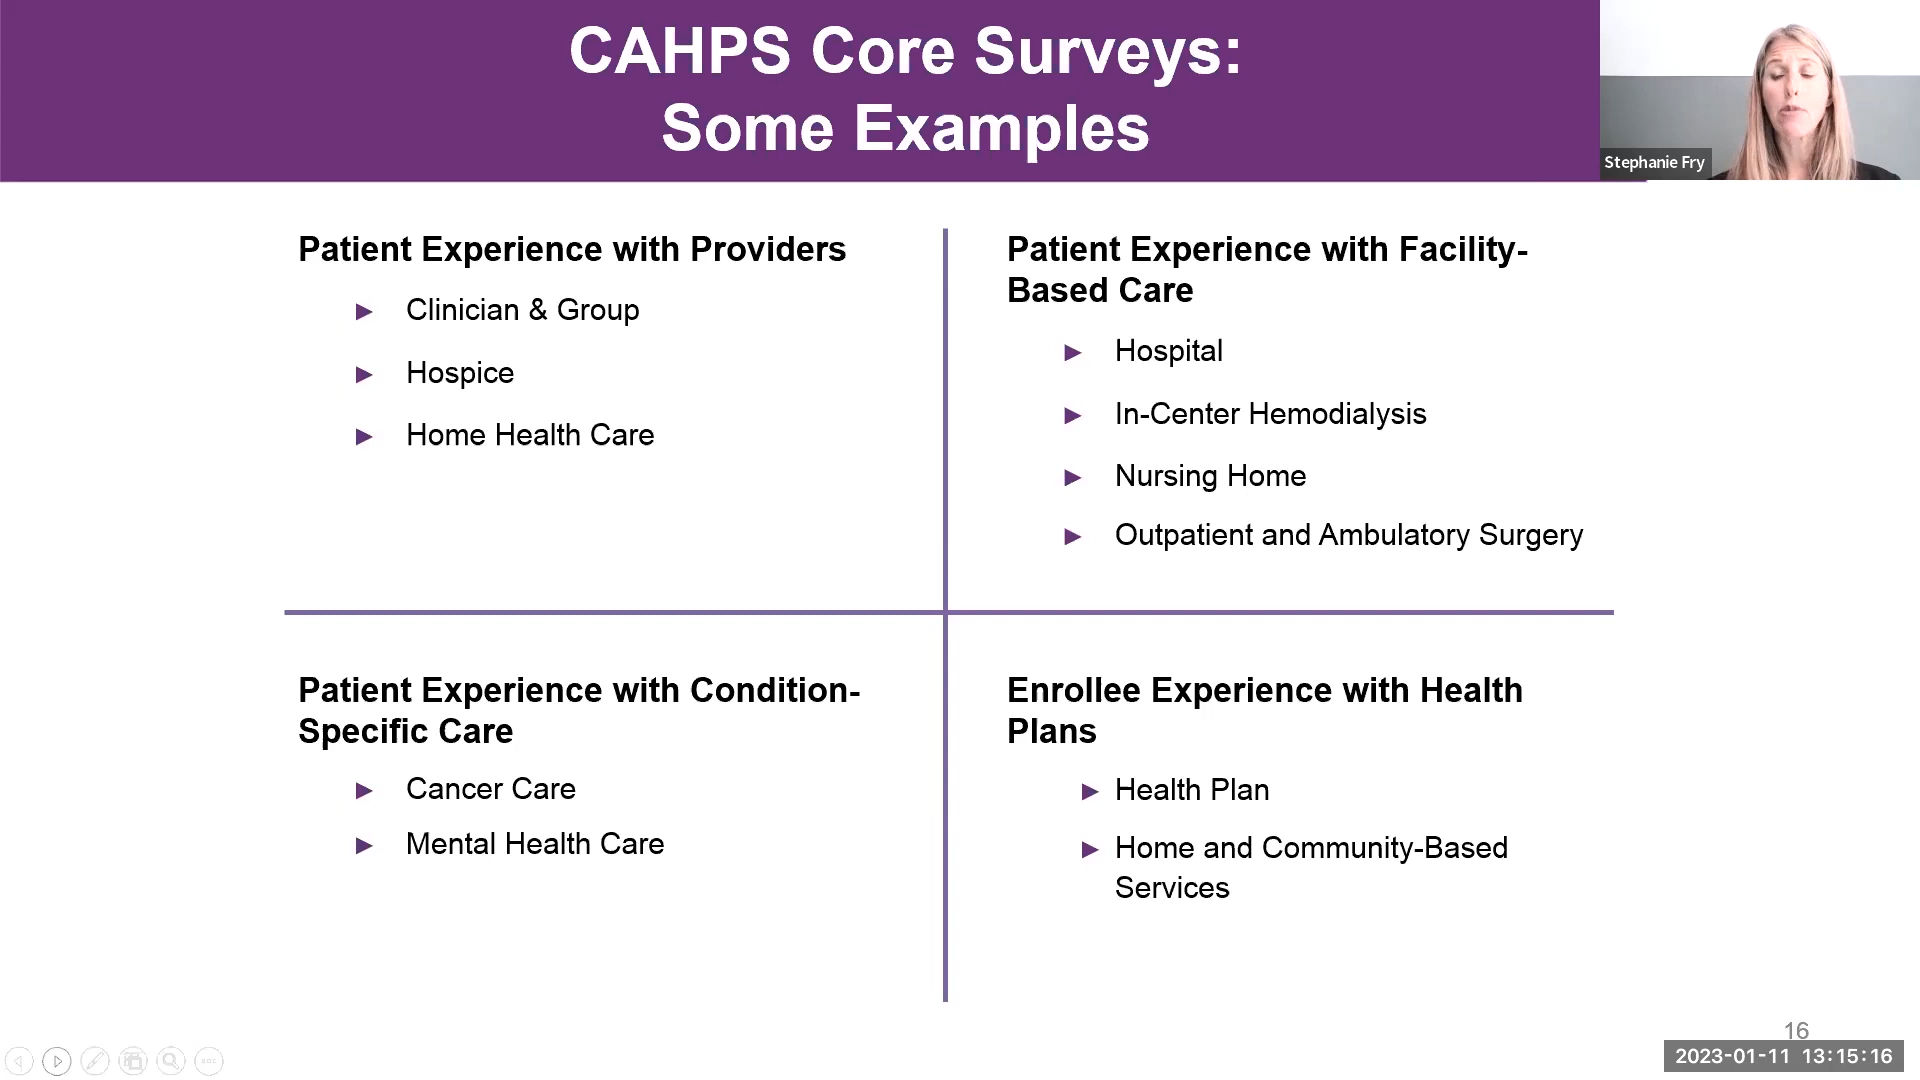 CAHPS Core Surveys:
Some Examples
Stephanie Fry
Patient Experience with Providers
► Clinician & Group
► Hospice
► Home Health Care
Patient Experience with Facility-
Based Care
► Hospital
► In-Center Hemodialysis
► Nursing Home
► Outpatient and Ambulatory Surgery
Patient Experience with Condition-
Specific Care
► Cancer Care
► Mental Health Care
Enrollee Experience with Health
Plans
► Health Plan
► Home and Community-Based
Services
16
2023-01-11 13:15:16